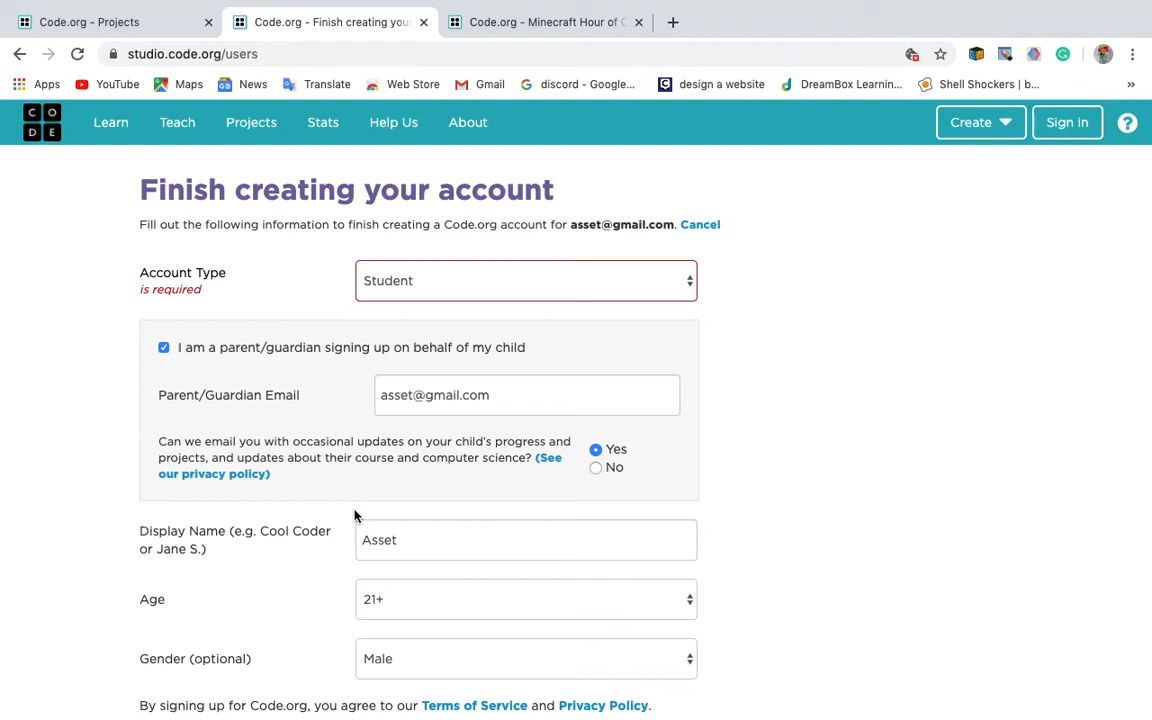 Code.org - Projects
Code.org - Finish creating your
Code.org - Minecraft Hour of C
studio.code.org/users
Apps YouTube Maps News Translate Web Store Gmail discord - Google... design a website DreamBox Learnin... Shell Shockers | b... »
C O
D E
Learn Teach Projects Stats Help Us About Create Sign in ?
Finish creating your account
Fill out the following information to finish creating a Code.org account for asset@gmail.com. Cancel
Account Type
is required
Student
I am a parent/guardian signing up on behalf of my child
Parent/Guardian Email asset@gmail.com
Can we email you with occasional updates on your child's progress and
projects, and updates about their course and computer science? (See
our privacy policy)
Yes
No
Display Name (e.g. Cool Coder
or Jane S.)
Asset
Age 21+
Gender (optional) Male
By signing up for Code.org, you agree to our Terms of Service and Privacy Policy.